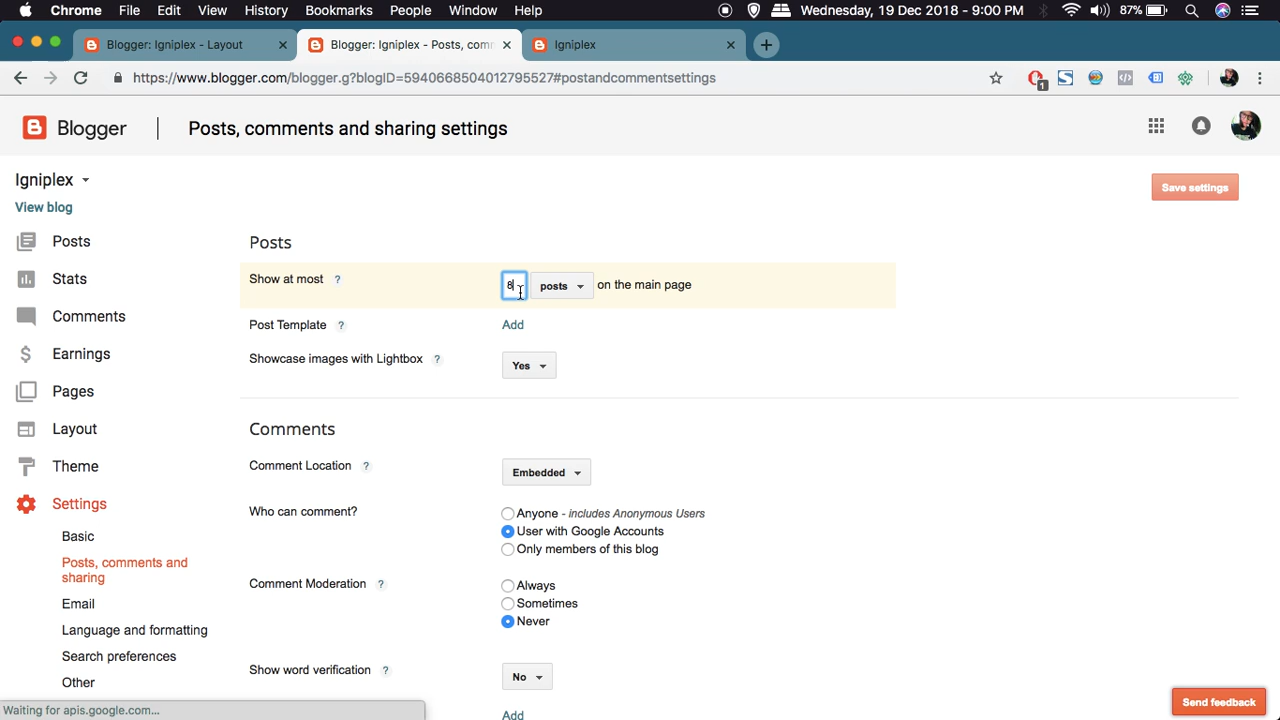 Chrome File Edit View History Bookmarks People Window Help Wednesday, 19 Dec 2018 - 9:00 PM 87%
Blogger: Igniplex - Layout Blogger: Igniplex - Posts, com Igniplex
https://www.blogger.com/blogger.g?blogID=5940668504012795527#postandcommentsettings 1
Blogger Posts, comments and sharing settings
Igniplex
Save settings
View blog
Posts
Stats
Comments
Earnings
Pages
Layout
Theme
Settings
Basic
Posts, comments and
sharing
Email
Language and formatting
Search preferences
Other
Posts
Show at most ? 8 posts on the main page
Post Template ? Add
Showcase images with Lightbox ? Yes
Comments
Comment Location ? Embedded
Who can comment? Anyone - includes Anonymous Users
User with Google Accounts
Only members of this blog
Comment Moderation ? Always
Sometimes
Never
Show word verification ? No
Add
Waiting for apis.google.com...
Send feedback